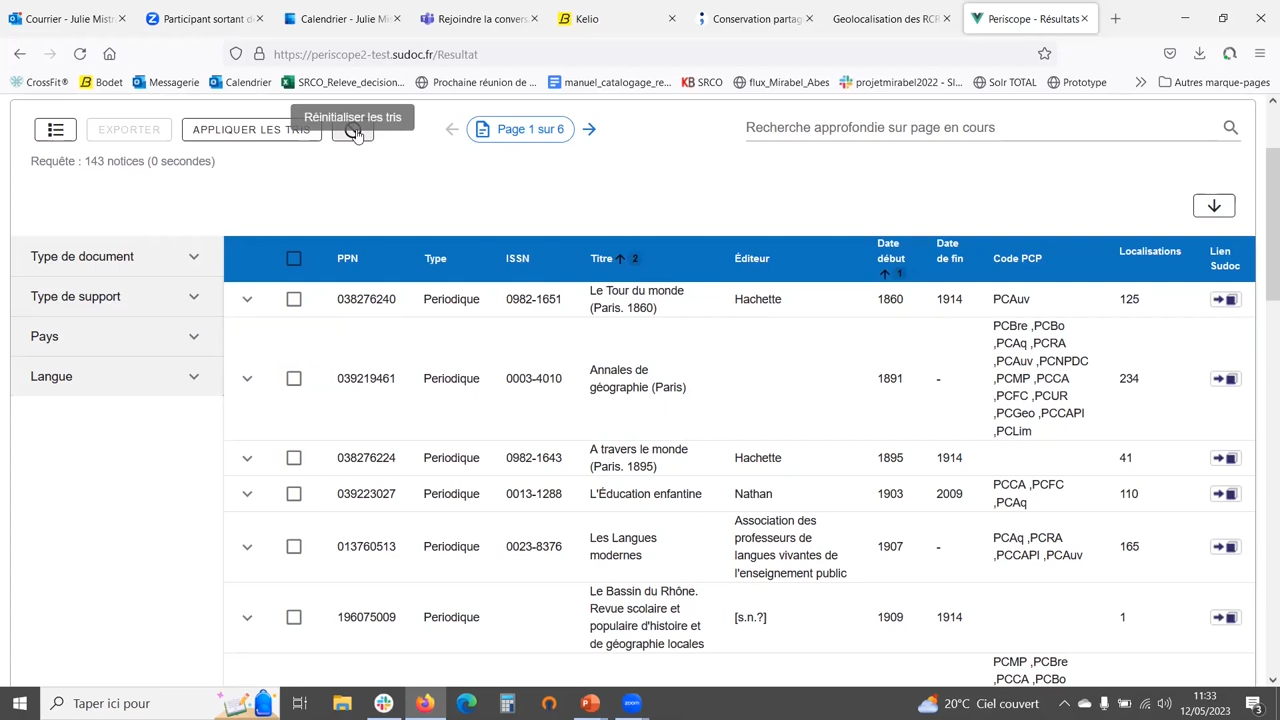 Courrier - Julie Mistra
Participant sortant d
Calendrier - Julie Mi
Rejoindre la convers
Kelio
Conservation partag
Geolocalisation des RCR
Periscope - Résultats
https://periscope2-test.sudoc.fr/Resultat
CrossFit®
Bodet
Messagerie
Calendrier
SRCO_Releve_decision...
Prochaine réunion de ...
manuel_catalogage_re...
KB SRCO
flux_Mirabel_Abes
projetmirabel2022 - Sl...
Solr TOTAL
Prototype
Autres marque-pages
Réinitialiser les tris
EXPORTER
APPLIQUER LES TRIS
Page 1 sur 6
Recherche approfondie sur page en cours
Requête : 143 notices (0 secondes)
Type de document
Type de support
Pays
Langue
PPN Type ISSN Titre 2 Éditeur Date début 1 Date de fin Code PCP Localisations Lien Sudoc
038276240 Periodique 0982-1651 Le Tour du monde (Paris. 1860) Hachette 1860 1914 PCAuv 125
039219461 Periodique 0003-4010 Annales de géographie (Paris) 1891 - PCBre ,PCBo ,PCAq ,PCRA ,PCAuv ,PCNPDC ,PCMP ,PCCA ,PCFC ,PCUR ,PCGeo ,PCCAPI ,PCLim 234
038276224 Periodique 0982-1643 A travers le monde (Paris. 1895) Hachette 1895 1914 41
039223027 Periodique 0013-1288 L'Éducation enfantine Nathan 1903 2009 PCCA ,PCFC ,PCAq 110
013760513 Periodique 0023-8376 Les Langues modernes Association des professeurs de langues vivantes de l'enseignement public 1907 - PCAq ,PCRA ,PCCAPI ,PCAuv 165
196075009 Periodique Le Bassin du Rhône. Revue scolaire et populaire d'histoire et de géographie locales [s.n.?] 1909 1914 1
PCMP ,PCBre
,PCCA ,PCBo
Taper ici pour
zoom
20°C Ciel couvert
11:33
12/05/2023
3